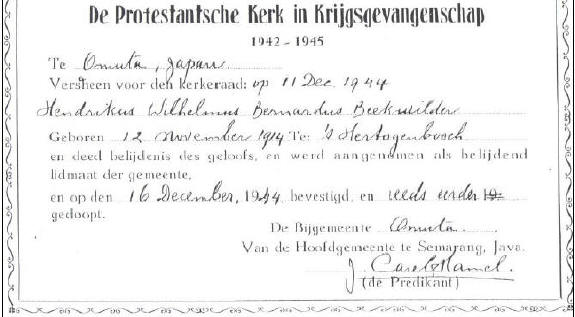 De Protestantsche Kerk in Krijgsgevangenschap
1942-1945
Te Omuta, Japan
Versheen voor den kerkeraad: op 11 Dec. 1944
Hendrikus Wilhelmus Bernardus Beekwilder
Geboren 12 November 1914 Te: 's Hertogenbosch
en deed belijdenis des geloofs, en werd aangenomen als belijdend
lidmaat der gemeente,
en op den 16 December, 1944 bevestigd, en reeds eerder 19
gedoopt.
De Bijgemeente Omuta
Van de Hoofdgemeente te Semarang, Java.
J. Carel Hamel.
(de Predikant)